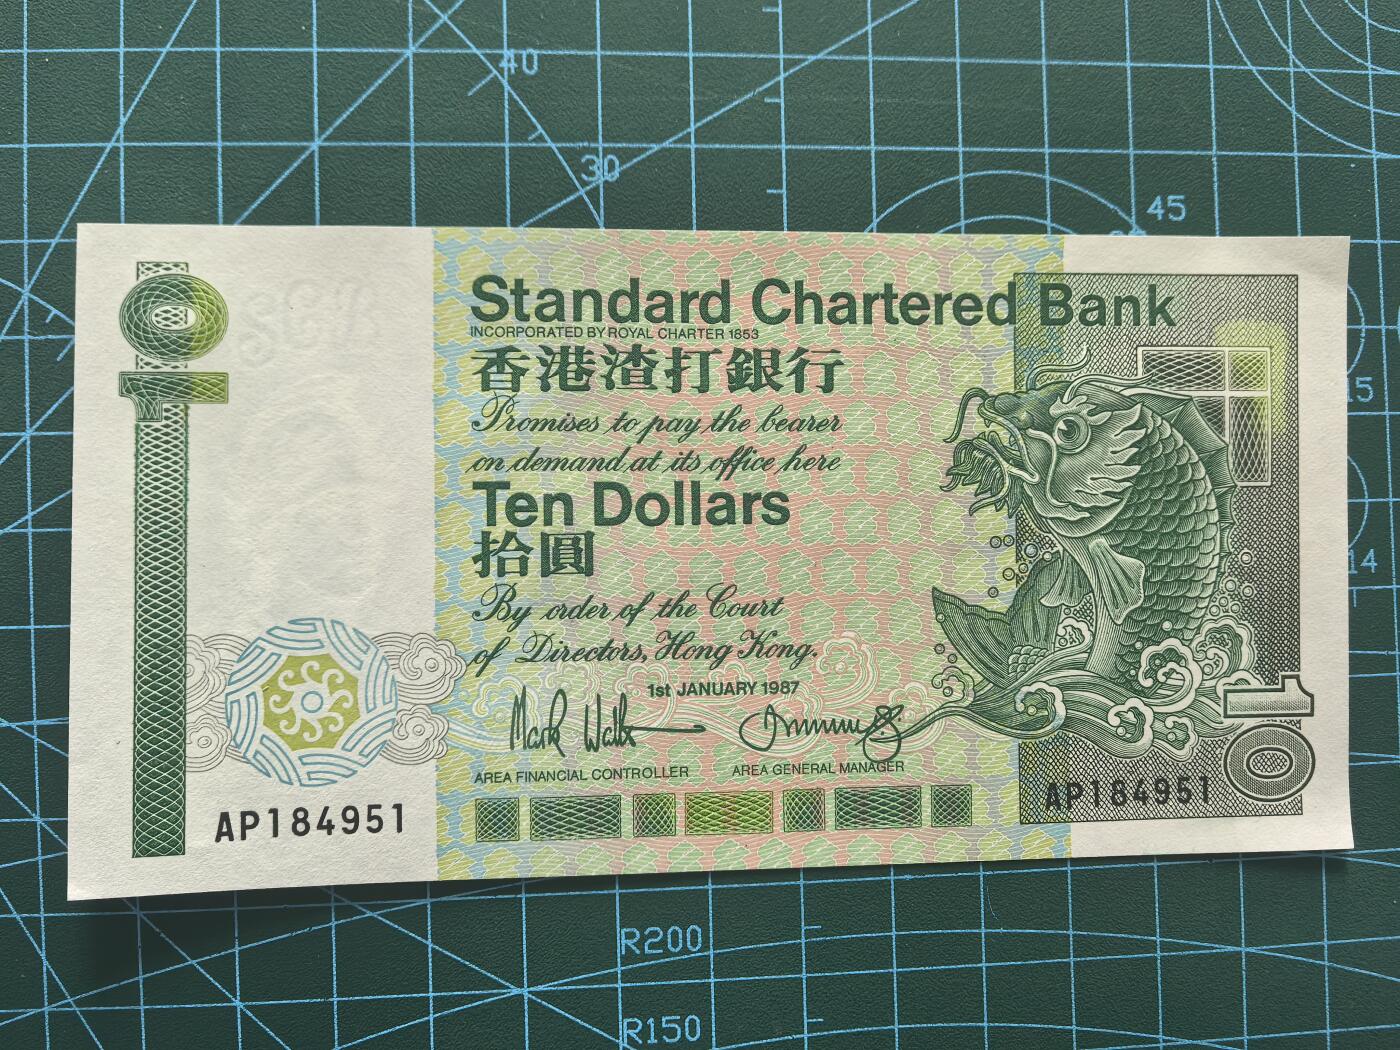 40
30
45
15
14
10
Standard Chartered Bank
INCORPORATED BY ROYAL CHARTER 1853
香港渣打銀行
Promises to pay the bearer
on demand at its office here
Ten Dollars
拾圓
By order of the Court
of Directors, Hong Kong.
1st JANUARY 1987
AREA FINANCIAL CONTROLLER
AREA GENERAL MANAGER
AP184951
AP184951
10
R200
R150